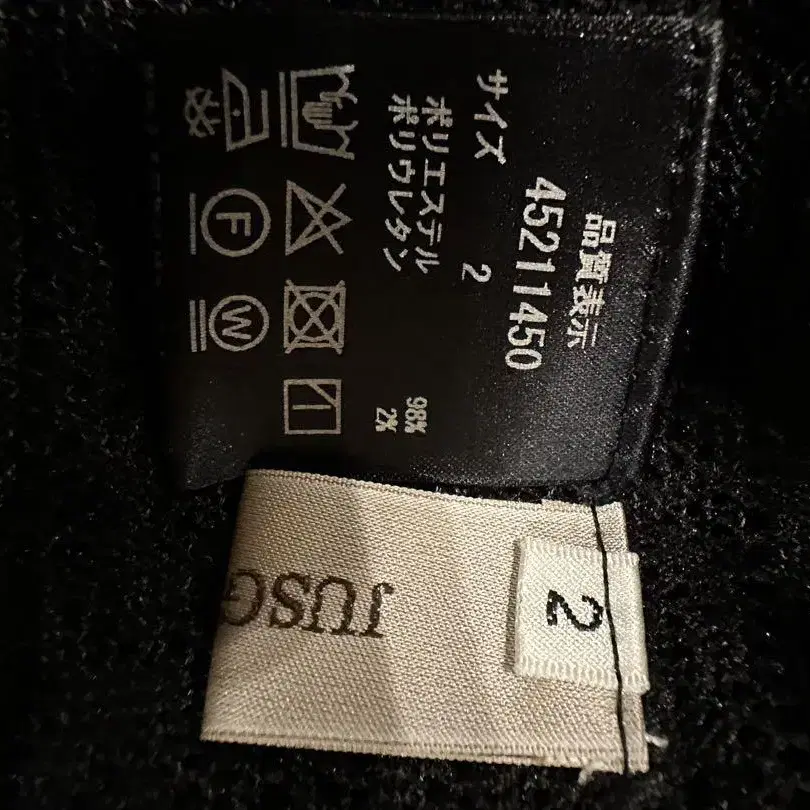 品質表示
45211450
サイズ 2
ポリエステル 98%
ポリウレタン 2%
F
W
JUSG
2